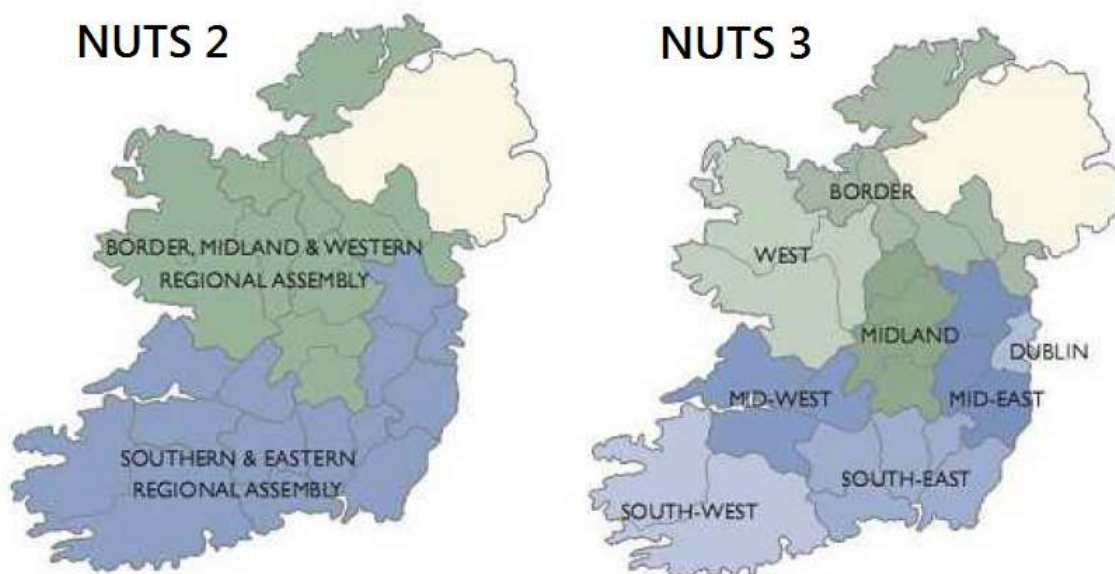 NUTS 2
BORDER, MIDLAND & WESTERN
REGIONAL ASSEMBLY
SOUTHERN & EASTERN
REGIONAL ASSEMBLY
NUTS 3
BORDER
WEST
MIDLAND
DUBLIN
MID-WEST
MID-EAST
SOUTH-EAST
SOUTH-WEST